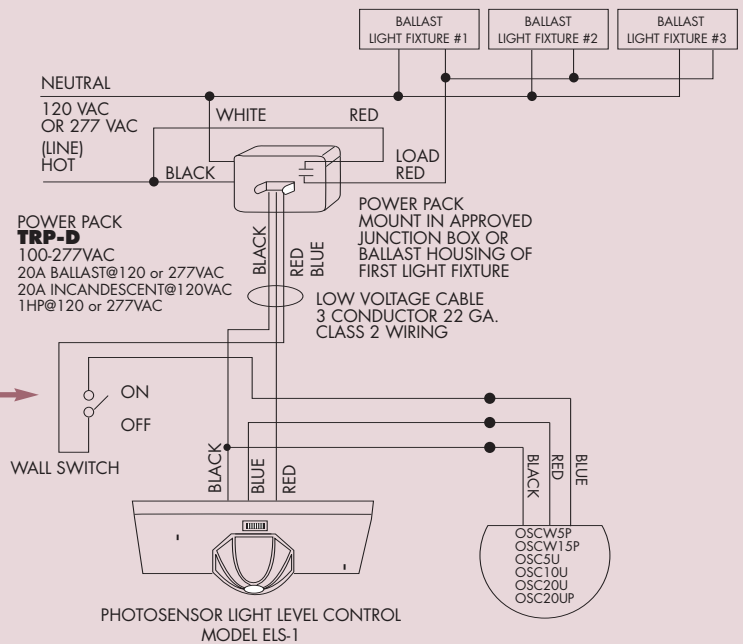 BALLAST
LIGHT FIXTURE #1
BALLAST
LIGHT FIXTURE #2
BALLAST
LIGHT FIXTURE #3
NEUTRAL
120 VAC
OR 277 VAC
(LINE)
HOT
WHITE
RED
BLACK
LOAD
RED
POWER PACK
TRP-D
100-277VAC
20A BALLAST@120 or 277VAC
20A INCANDESCENT@120VAC
1HP@120 or 277VAC
POWER PACK
MOUNT IN APPROVED
JUNCTION BOX OR
BALLAST HOUSING OF
FIRST LIGHT FIXTURE
BLACK
RED
BLUE
LOW VOLTAGE CABLE
3 CONDUCTOR 22 GA.
CLASS 2 WIRING
ON
OFF
WALL SWITCH
BLACK
BLUE
RED
BLACK
RED
BLUE
OSCW5P
OSCW15P
OSC5U
OSC10U
OSC20U
OSC20UP
PHOTOSENSOR LIGHT LEVEL CONTROL
MODEL ELS-1